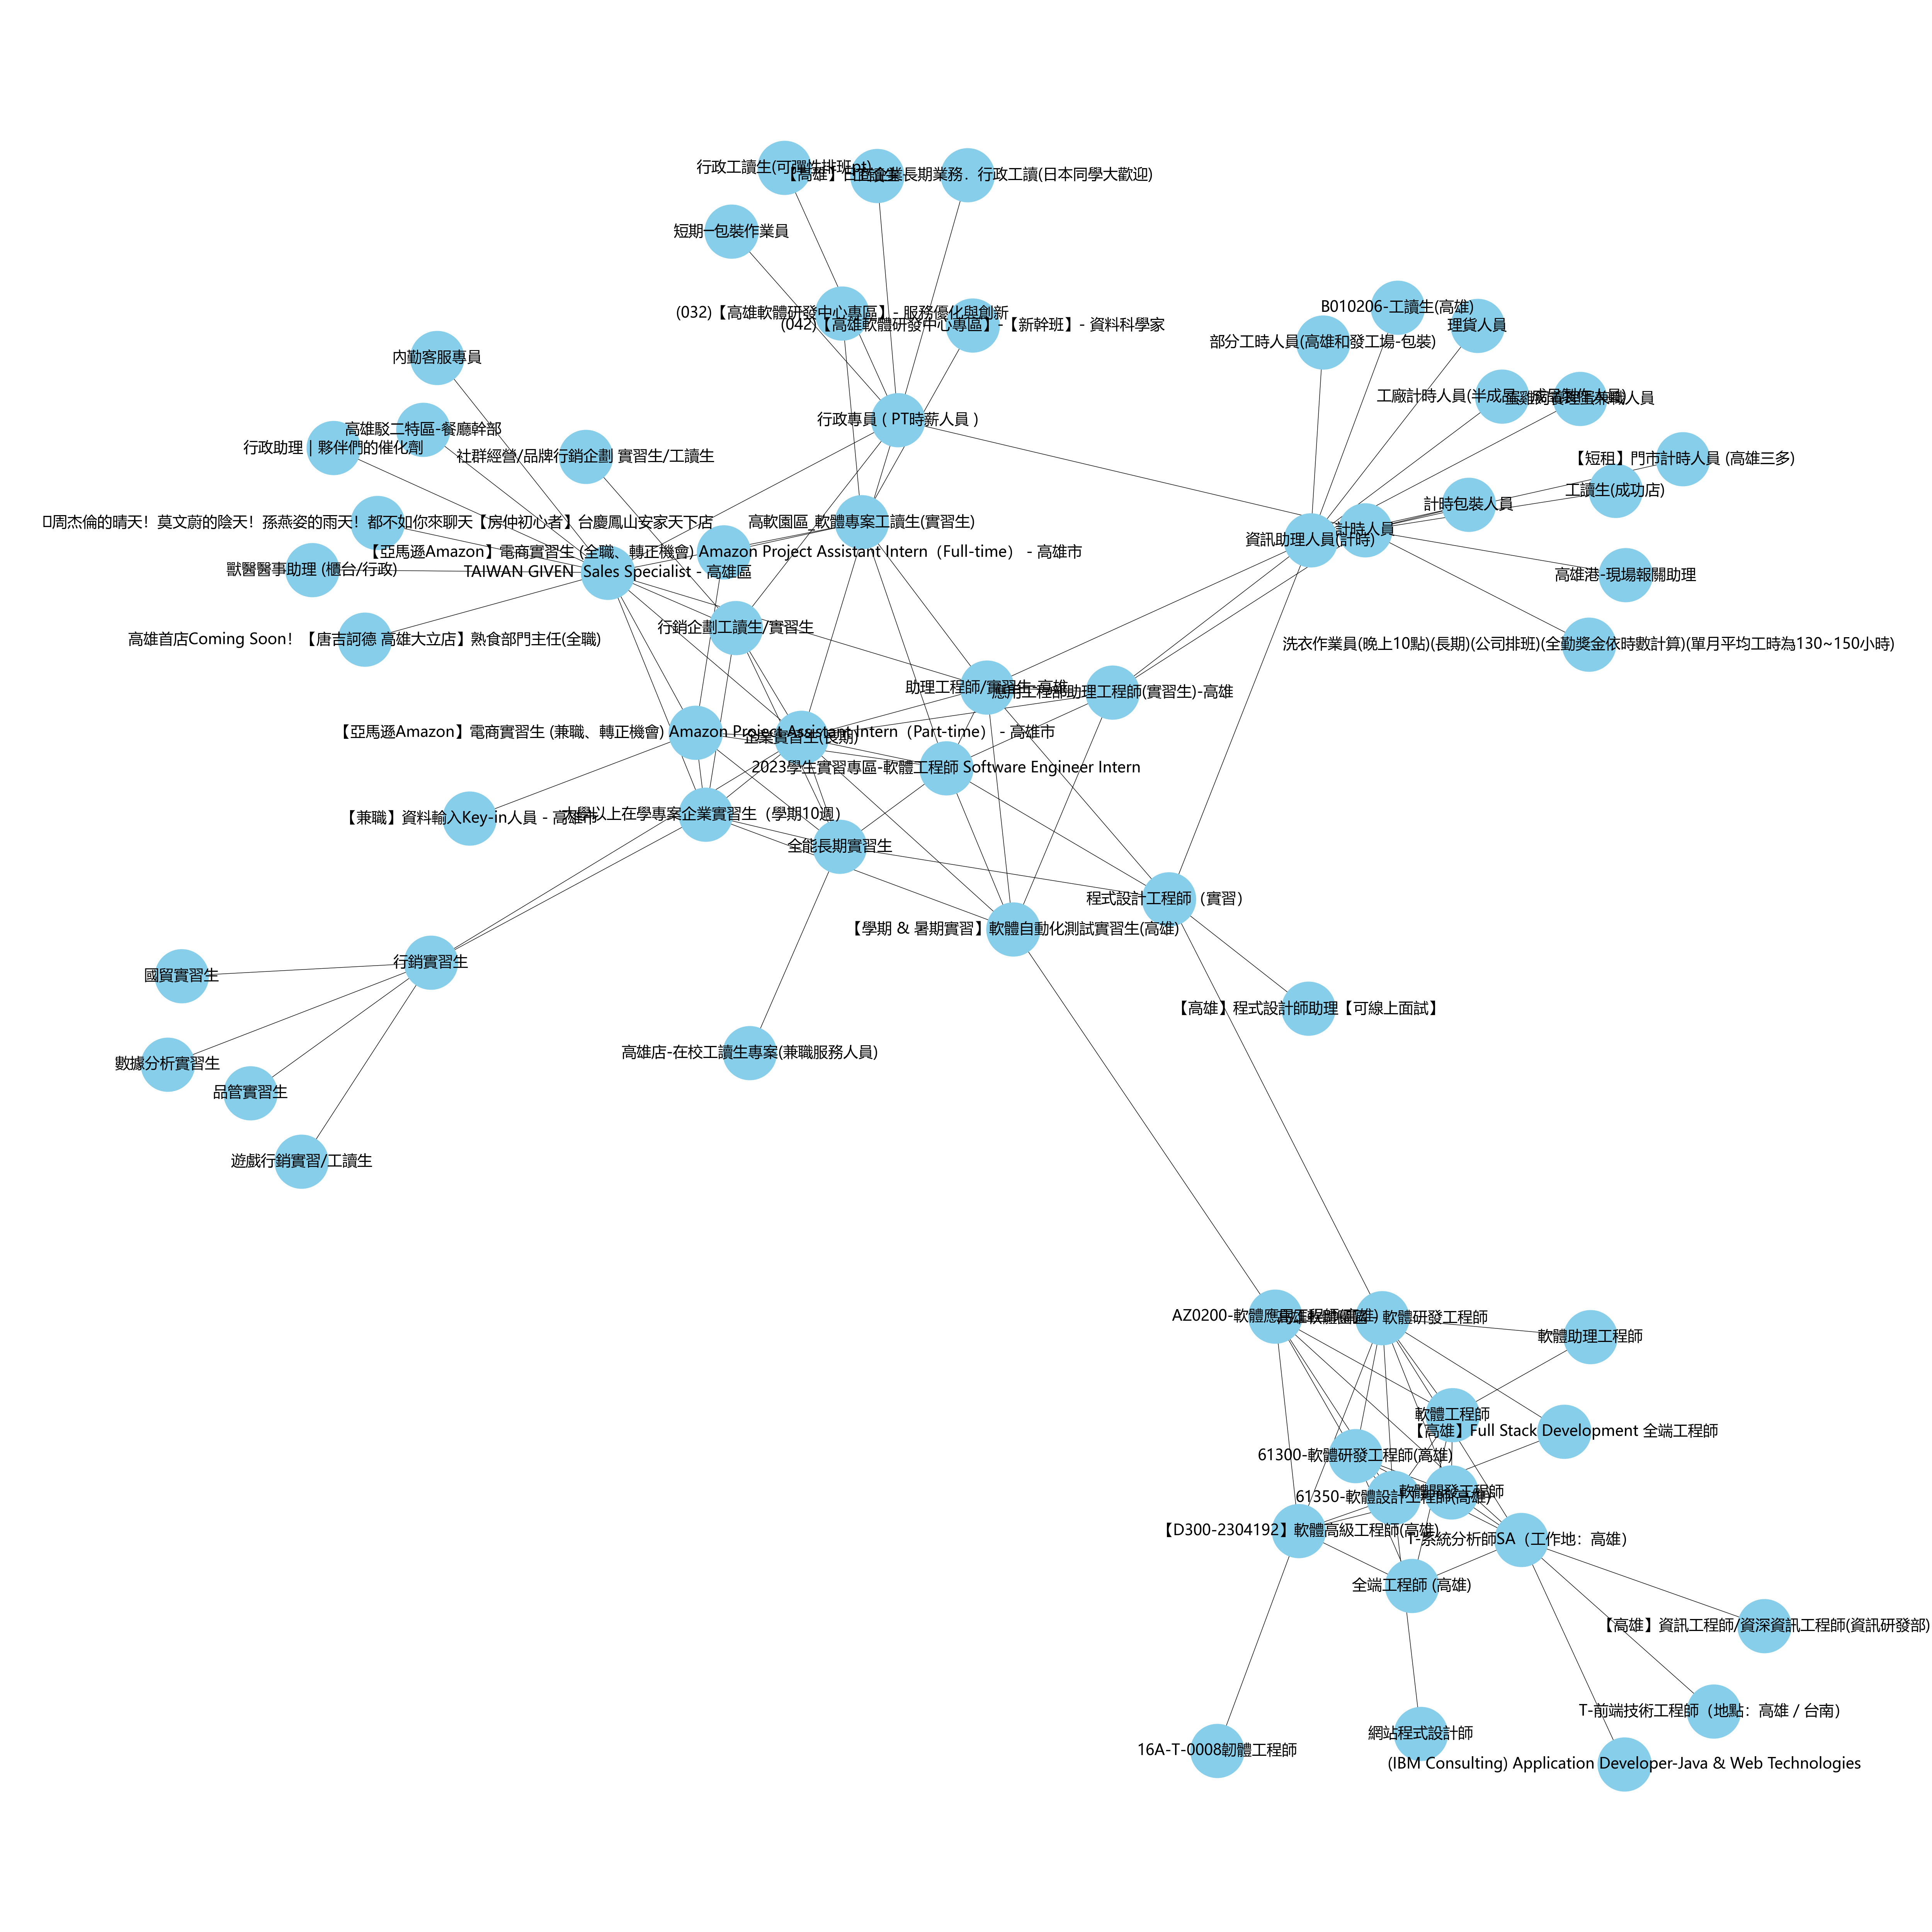 行政工讀生(可彈性排班pt)
【高雄】日商企業長期業務．行政工讀(日本同學大歡迎)
短期—包裝作業員
B010206-工讀生(高雄)
(032)【高雄軟體研發中心專區】- 服務優化與創新
(042)【高雄軟體研發中心專區】-【新幹班】- 資料科學家
理貨人員
部分工時人員(高雄和發工場-包裝)
內勤客服專員
工廠計時人員(半成品、成品製作人員)
行政專員 ( PT時薪人員 )
高雄駁二特區-餐廳幹部
行政助理｜夥伴們的催化劑
社群經營/品牌行銷企劃 實習生/工讀生
【短租】門市計時人員 (高雄三多)
工讀生(成功店)
計時包裝人員
周杰倫的晴天！莫文蔚的陰天！孫燕姿的雨天！都不如你來聊天【房仲初心者】台慶鳳山安家天下店
高軟園區_軟體專案工讀生(實習生)
計時人員
資訊助理人員(計時)
【亞馬遜Amazon】電商實習生 (全職、轉正機會) Amazon Project Assistant Intern（Full-time） - 高雄市
獸醫醫事助理 (櫃台/行政)
TAIWAN GIVEN  Sales Specialist - 高雄區
高雄港-現場報關助理
行銷企劃工讀生/實習生
高雄首店Coming Soon！【唐吉訶德 高雄大立店】熟食部門主任(全職)
洗衣作業員(晚上10點)(長期)(公司排班)(全勤獎金依時數計算)(單月平均工時為130~150小時)
助理工程師/實習生-高雄
應用工程部助理工程師(實習生)-高雄
【亞馬遜Amazon】電商實習生 (兼職、轉正機會) Amazon Project Assistant Intern（Part-time） - 高雄市
企業實習生(長期)
2023學生實習專區-軟體工程師 Software Engineer Intern
【兼職】資料輸入Key-in人員 - 高雄市
大學以上在學專案企業實習生（學期10週）
全能長期實習生
程式設計工程師（實習）
【學期 & 暑期實習】軟體自動化測試實習生(高雄)
行銷實習生
國貿實習生
【高雄】程式設計師助理【可線上面試】
高雄店-在校工讀生專案(兼職服務人員)
數據分析實習生
品管實習生
遊戲行銷實習/工讀生
AZ0200-軟體應用工程師(高雄)
軟體研發工程師
軟體助理工程師
軟體工程師
【高雄】Full Stack Development 全端工程師
61300-軟體研發工程師(高雄)
軟體開發工程師
61350-軟體設計工程師(高雄)
【D300-2304192】軟體高級工程師(高雄)
T-系統分析師SA（工作地：高雄）
全端工程師 (高雄)
【高雄】資訊工程師/資深資訊工程師(資訊研發部)
T-前端技術工程師（地點：高雄 / 台南）
網站程式設計師
16A-T-0008韌體工程師
(IBM Consulting) Application Developer-Java & Web Technologies